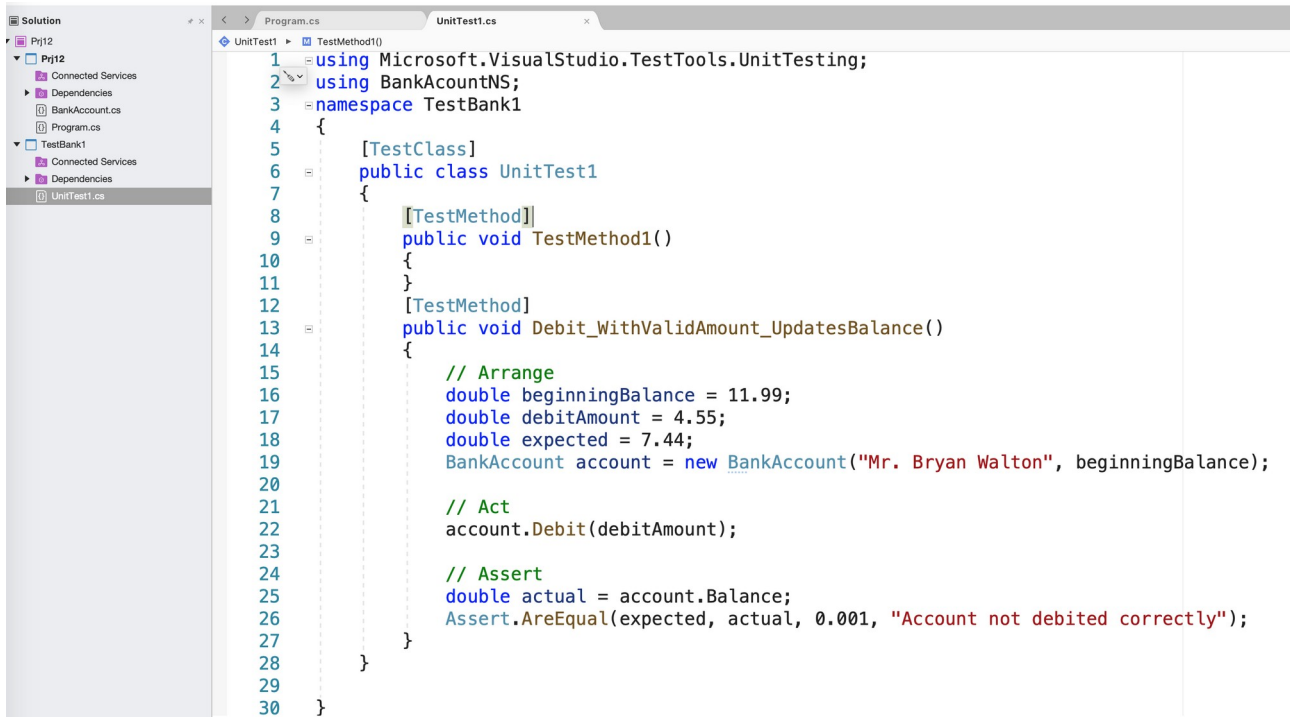 Solution
Prj12
Prj12
Connected Services
Dependencies
BankAccount.cs
Program.cs
TestBank1
Connected Services
Dependencies
UnitTest1.cs
Program.cs UnitTest1.cs
UnitTest1 TestMethod1()
1 using Microsoft.VisualStudio.TestTools.UnitTesting;
2 using BankAcountNS;
3 namespace TestBank1
4 {
5 [TestClass]
6 public class UnitTest1
7 {
8 [TestMethod]
9 public void TestMethod1()
10 {
11 }
12 [TestMethod]
13 public void Debit_WithValidAmount_UpdatesBalance()
14 {
15 // Arrange
16 double beginningBalance = 11.99;
17 double debitAmount = 4.55;
18 double expected = 7.44;
19 BankAccount account = new BankAccount("Mr. Bryan Walton", beginningBalance);
20
21 // Act
22 account.Debit(debitAmount);
23
24 // Assert
25 double actual = account.Balance;
26 Assert.AreEqual(expected, actual, 0.001, "Account not debited correctly");
27 }
28 }
29
30 }